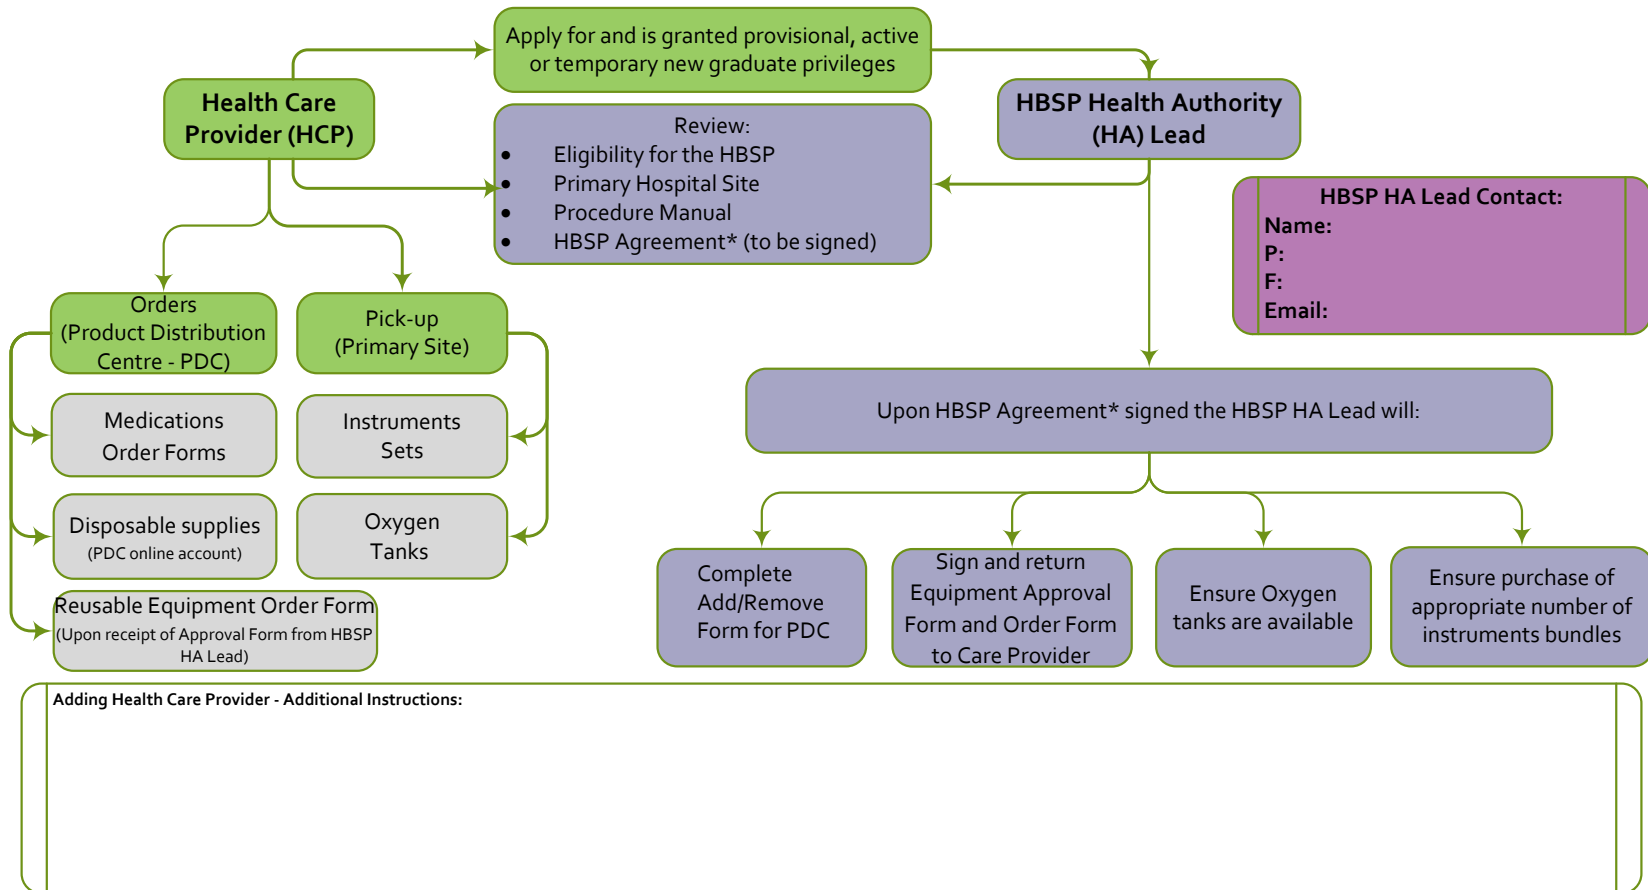 Apply for and is granted provisional, active
or temporary new graduate privileges
Health Care
Provider (HCP)
HBSP Health Authority
(HA) Lead
Review:
• Eligibility for the HBSP
• Primary Hospital Site
• Procedure Manual
• HBSP Agreement* (to be signed)
HBSP HA Lead Contact:
Name:
P:
F:
Email:
Orders
(Product Distribution
Centre - PDC)
Pick-up
(Primary Site)
Medications
Order Forms
Instruments
Sets
Disposable supplies
(PDC online account)
Oxygen
Tanks
Reusable Equipment Order Form
(Upon receipt of Approval Form from HBSP
HA Lead)
Upon HBSP Agreement* signed the HBSP HA Lead will:
Complete
Add/Remove
Form for PDC
Sign and return
Equipment Approval
Form and Order Form
to Care Provider
Ensure Oxygen
tanks are available
Ensure purchase of
appropriate number of
instruments bundles
Adding Health Care Provider - Additional Instructions: